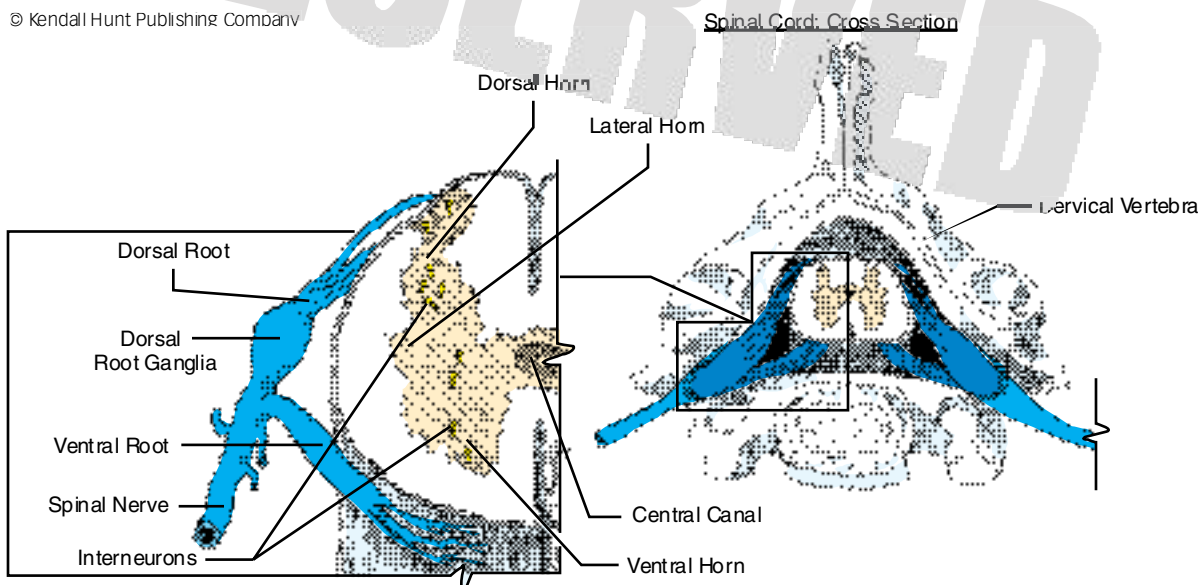 © Kendall Hunt Publishing Company
Spinal Cord: Cross Section
Dorsal Horn
Lateral Horn
Cervical Vertebra
Dorsal Root
Dorsal
Root Ganglia
Ventral Root
Spinal Nerve
Interneurons
Central Canal
Ventral Horn